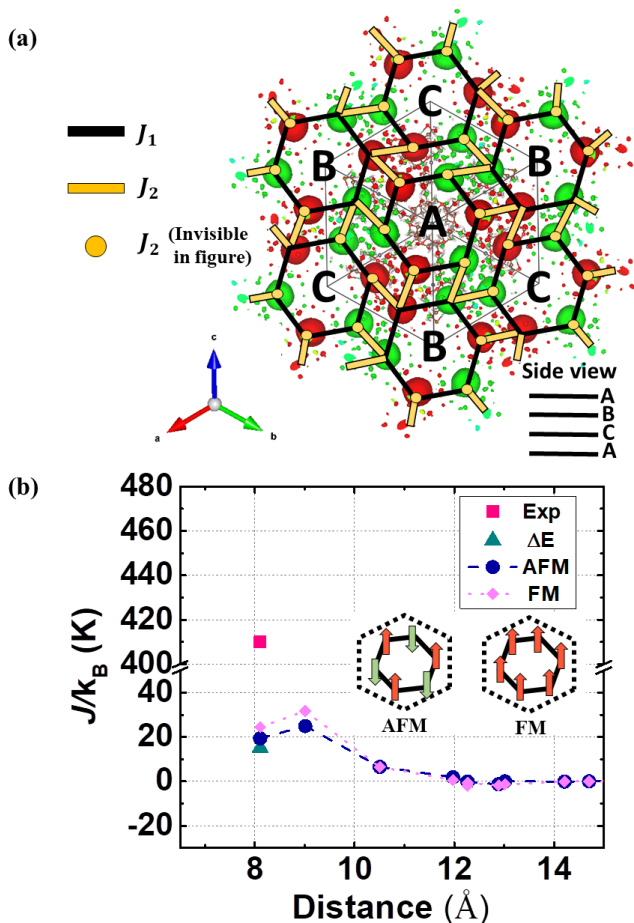 (a)
J₁
J₂
J₂ (Invisible in figure)
C
B
B
A
C
C
B
c
a
b
Side view
A
B
C
A
(b)
480
460
440
420
400
40
20
0
-20
J/k_B (K)
Exp
ΔE
AFM
FM
AFM
FM
8
10
12
14
Distance (Å)